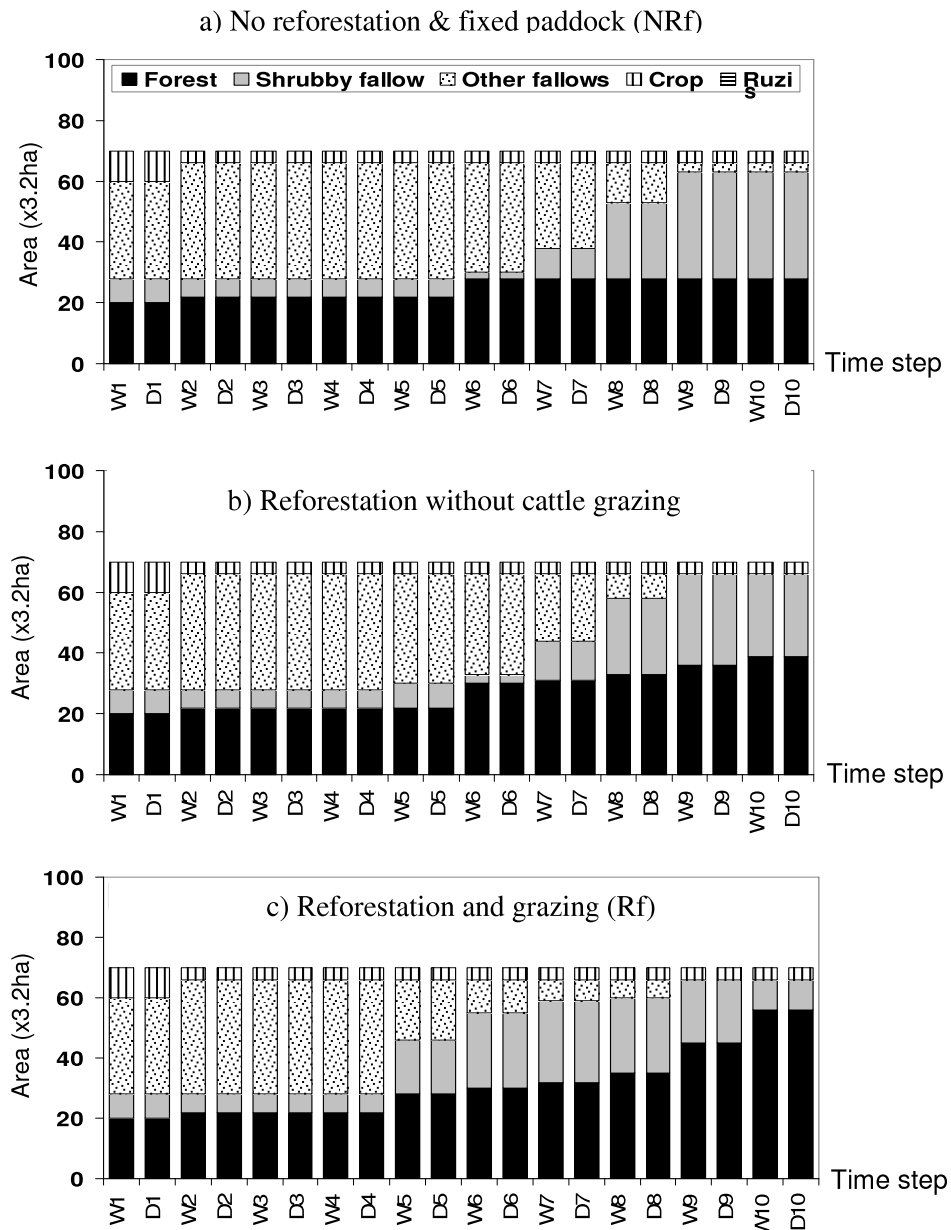 a) No reforestation & fixed paddock (NRf)
100
Forest Shrubby fallow Other fallows Crop Ruzi
s
80
60
40
20
0
Area (x3.2ha)
Time step
W1 D1 W2 D2 W3 D3 W4 D4 W5 D5 W6 D6 W7 D7 W8 D8 W9 D9 W10 D10
100
b) Reforestation without cattle grazing
80
60
40
20
0
Area (x3.2ha)
Time step
W1 D1 W2 D2 W3 D3 W4 D4 W5 D5 W6 D6 W7 D7 W8 D8 W9 D9 W10 D10
100
c) Reforestation and grazing (Rf)
80
60
40
20
0
Area (x3.2ha)
Time step
W1 D1 W2 D2 W3 D3 W4 D4 W5 D5 W6 D6 W7 D7 W8 D8 W9 D9 W10 D10